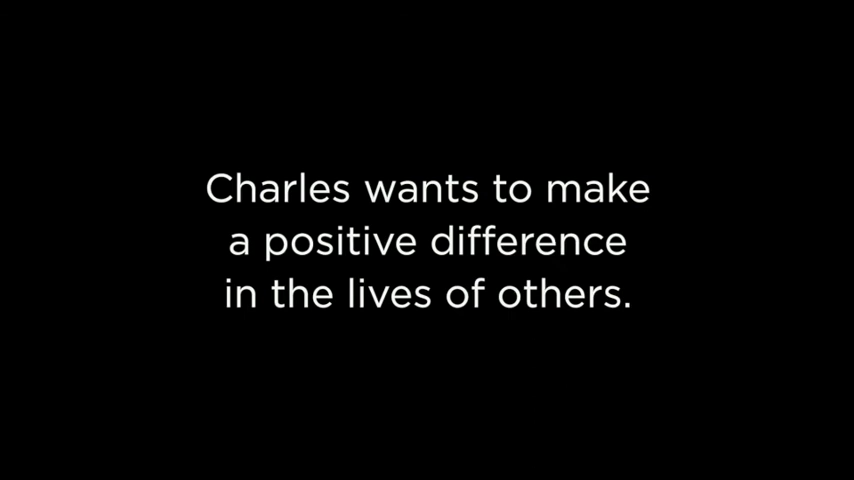 Charles wants to make
a positive difference
in the lives of others.